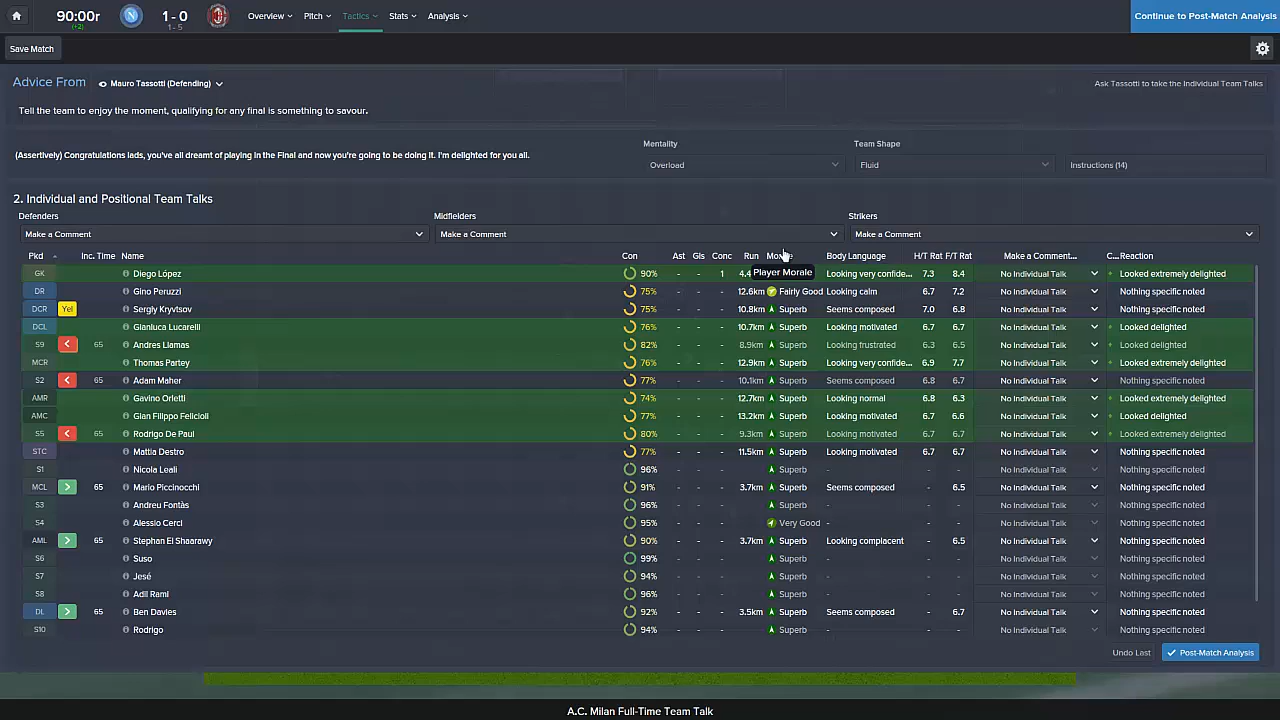 90:00r (+2) 1 - 0 1 - 5 Overview Pitch Tactics Stats Analysis Continue to Post-Match Analysis
Save Match
Advice From Mauro Tassotti (Defending) Ask Tassotti to take the Individual Team Talks
Tell the team to enjoy the moment, qualifying for any final is something to savour.
Mentality Team Shape
(Assertively) Congratulations lads, you've all dreamt of playing in the Final and now you're going to be doing it. I'm delighted for you all.
Overload Fluid Instructions (14)
2. Individual and Positional Team Talks
Defenders Midfielders Strikers
Make a Comment Make a Comment Make a Comment
Pkd Inc. Time Name Con Ast Gls Conc Run Body Language H/T Rat F/T Rat Make a Comment... C... Reaction
Player Morale
GK Diego López 90% - - 1 4.4 Looking very confide... 7.3 8.4 No Individual Talk Looked extremely delighted
DR Gino Peruzzi 75% - - - 12.6km Fairly Good Looking calm 6.7 7.2 No Individual Talk Nothing specific noted
DCR Yel Sergiy Kryvtsov 75% - - - 10.8km Superb Seems composed 7.0 6.8 No Individual Talk Nothing specific noted
DCL Gianluca Lucarelli 76% - - - 10.7km Superb Looking motivated 6.7 6.7 No Individual Talk Looked delighted
S9 65 Andres Llamas 82% - - - 8.9km Superb Looking frustrated 6.3 6.5 No Individual Talk Looked delighted
MCR Thomas Partey 76% - - - 12.9km Superb Looking very confide... 6.9 7.7 No Individual Talk Looked extremely delighted
S2 65 Adam Maher 77% - - - 10.1km Superb Seems composed 6.8 6.7 No Individual Talk Nothing specific noted
AMR Gavino Orletti 74% - - - 12.7km Superb Looking normal 6.8 6.3 No Individual Talk Looked extremely delighted
AMC Gian Filippo Felicioli 77% - - - 13.2km Superb Looking motivated 6.7 6.6 No Individual Talk Looked delighted
S5 65 Rodrigo De Paul 80% - - - 9.3km Superb Looking motivated 6.7 6.7 No Individual Talk Looked extremely delighted
STC Mattia Destro 77% - - - 11.5km Superb Looking motivated 6.7 6.7 No Individual Talk Nothing specific noted
S1 Nicola Leali 96% - - - Superb - - - No Individual Talk Nothing specific noted
MCL 65 Mario Piccinocchi 91% - - - 3.7km Superb Seems composed - 6.5 No Individual Talk Nothing specific noted
S3 Andreu Fontàs 96% - - - Superb - - - No Individual Talk Nothing specific noted
S4 Alessio Cerci 95% - - - Very Good - - - No Individual Talk Nothing specific noted
AML 65 Stephan El Shaarawy 90% - - - 3.7km Superb Looking complacent - 6.5 No Individual Talk Nothing specific noted
S6 Suso 99% - - - Superb - - - No Individual Talk Nothing specific noted
S7 Jesé 94% - - - Superb - - - No Individual Talk Nothing specific noted
S8 Adil Rami 96% - - - Superb - - - No Individual Talk Nothing specific noted
DL 65 Ben Davies 92% - - - 3.5km Superb Seems composed - 6.7 No Individual Talk Nothing specific noted
S10 Rodrigo 94% - - - Superb - - - No Individual Talk Nothing specific noted
Undo Last Post-Match Analysis
A.C. Milan Full-Time Team Talk